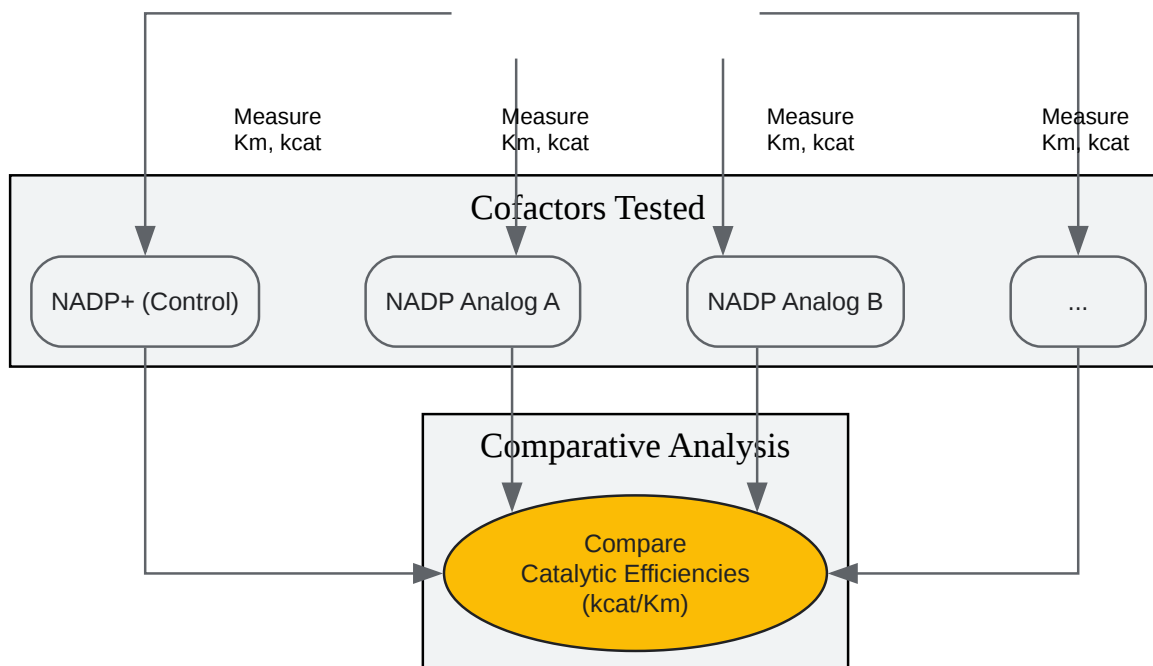 Measure
Km, kcat
Measure
Km, kcat
Measure
Km, kcat
Measure
Km, kcat
Cofactors Tested
NADP+ (Control)
NADP Analog A
NADP Analog B
...
Comparative Analysis
Compare
Catalytic Efficiencies
(kcat/Km)